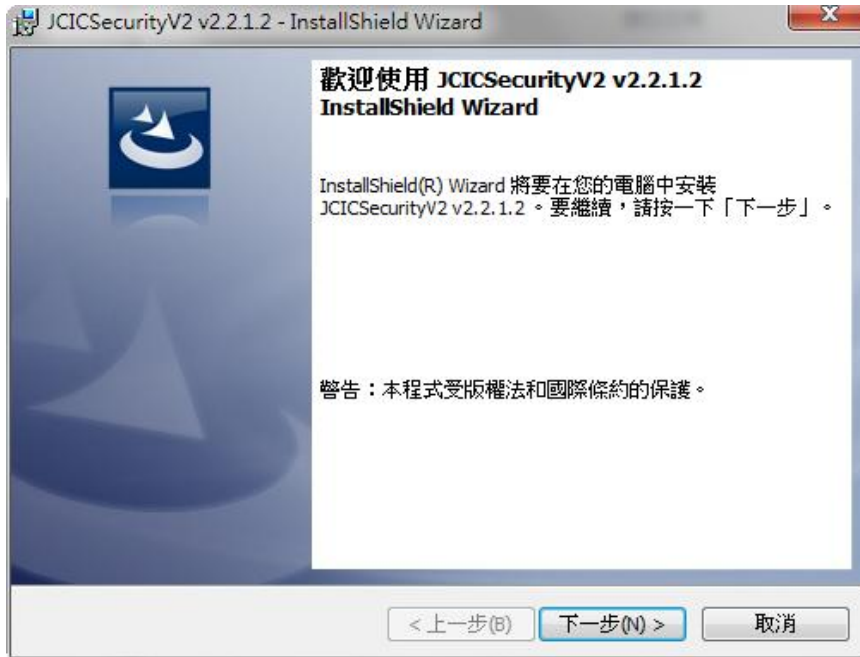 JCICSecurityV2 v2.2.1.2 - InstallShield Wizard
歡迎使用 JCICSecurityV2 v2.2.1.2
InstallShield Wizard
InstallShield(R) Wizard 將要在您的電腦中安裝
JCICSecurityV2 v2.2.1.2 。要繼續，請按一下「下一步」。
警告：本程式受版權法和國際條約的保護。
< 上一步(B)
下一步(N) >
取消